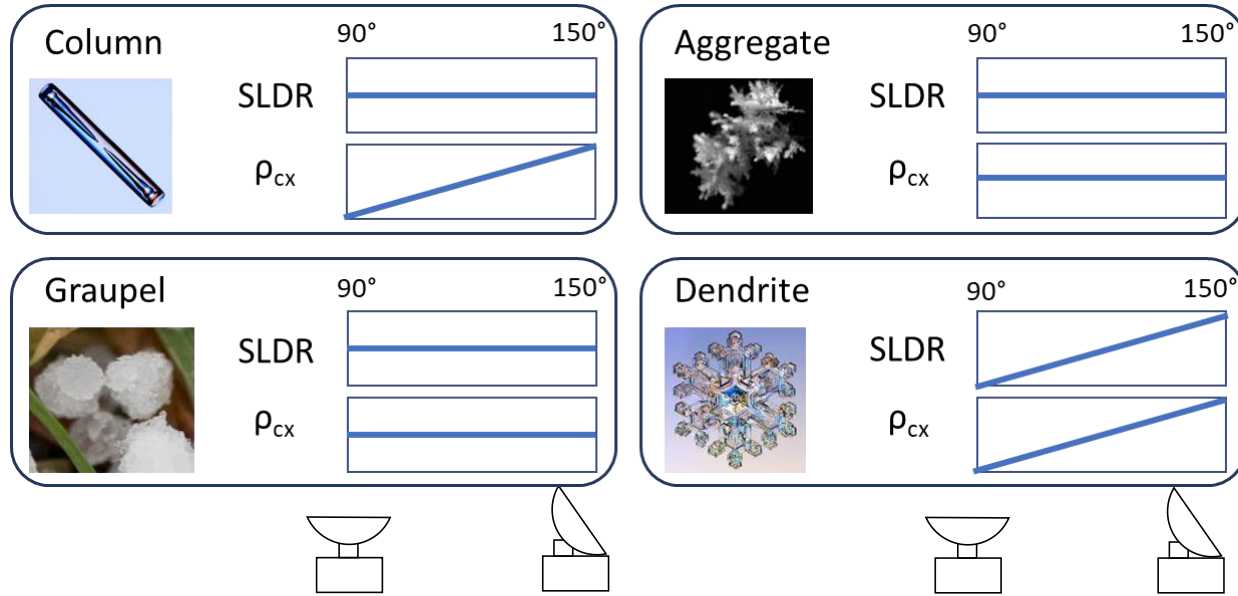 Column
90° 150°
SLDR
ρcx
Aggregate
90° 150°
SLDR
ρcx
Graupel
90° 150°
SLDR
ρcx
Dendrite
90° 150°
SLDR
ρcx